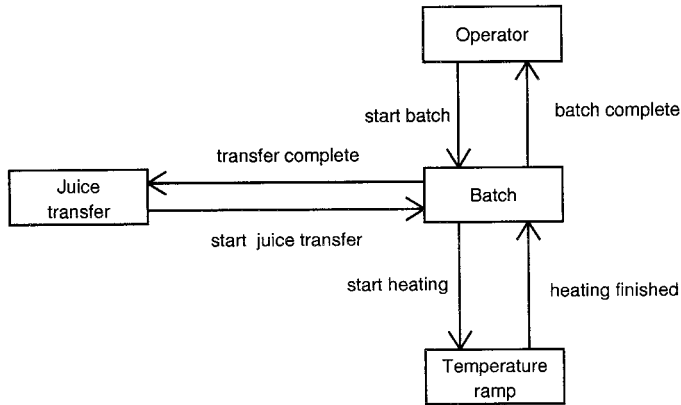 Operator
start batch
batch complete
transfer complete
Juice
transfer
Batch
start juice transfer
start heating
heating finished
Temperature
ramp